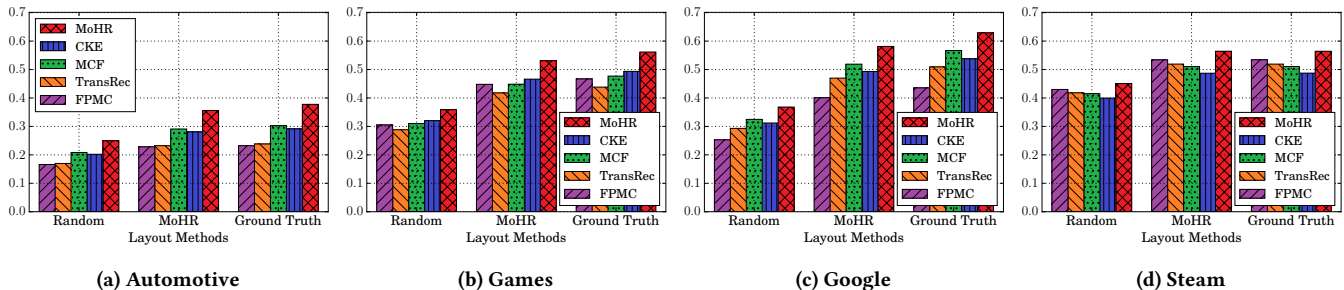 0.7
0.6
0.5
0.4
0.3
0.2
0.1
0.0
MoHR
CKE
MCF
TransRec
FPMC
Random MoHR Ground Truth
Layout Methods
(a) Automotive
0.7
0.6
0.5
0.4
0.3
0.2
0.1
0.0
MoHR
CKE
MCF
TransRec
FPMC
Random MoHR Ground Truth
Layout Methods
(b) Games
0.7
0.6
0.5
0.4
0.3
0.2
0.1
0.0
MoHR
CKE
MCF
TransRec
FPMC
Random MoHR Ground Truth
Layout Methods
(c) Google
0.7
0.6
0.5
0.4
0.3
0.2
0.1
0.0
MoHR
CKE
MCF
TransRec
FPMC
Random MoHR Ground Truth
Layout Methods
(d) Steam